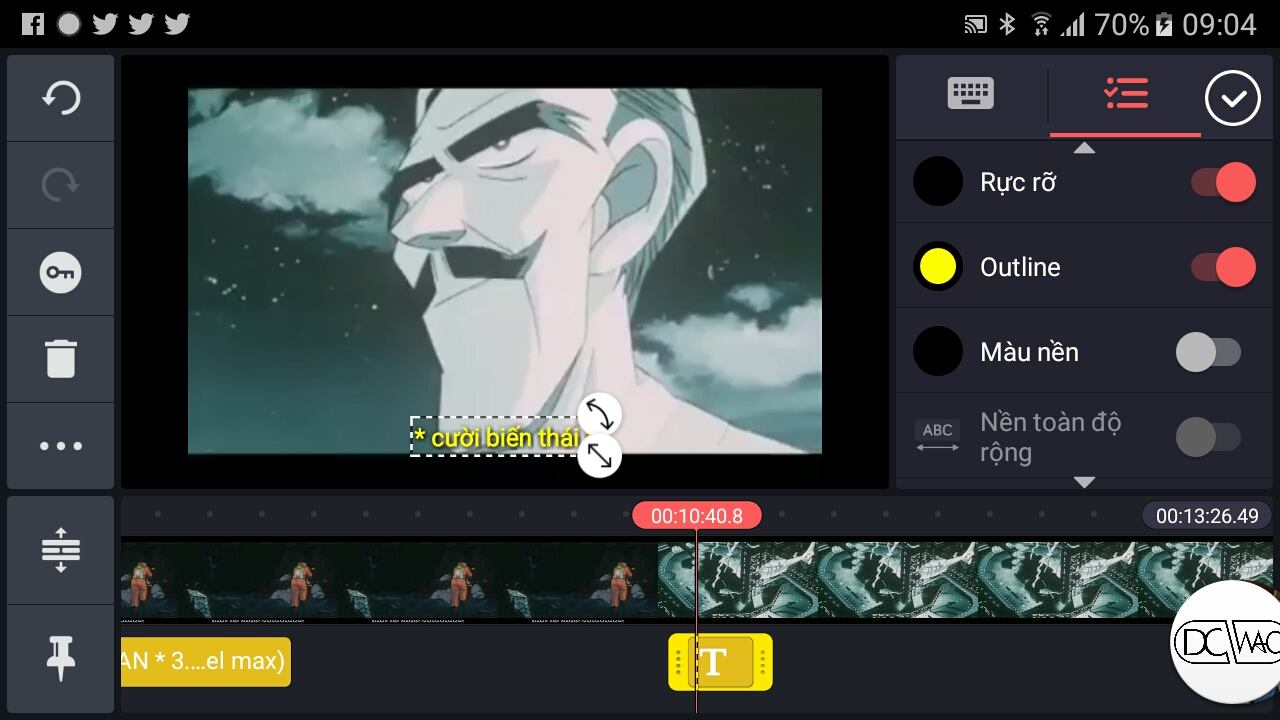 70% 09:04
Rực rỡ
Outline
Màu nền
ABC
Nền toàn độ
rộng
* cười biến thái
00:10:40.8
00:13:26.49
AN * 3....el max)
T
DC\WAC